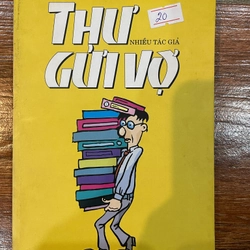 THƯ
20
NHIỀU TÁC GIẢ
GỬI VỢ